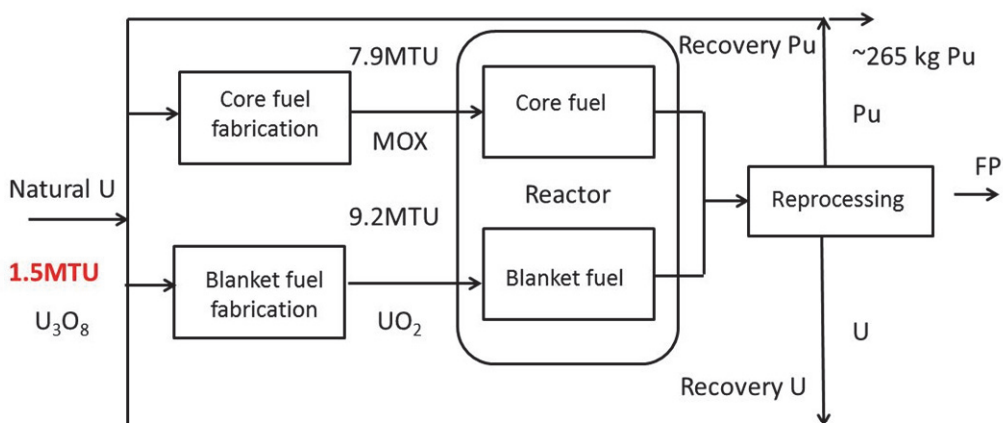 Recovery Pu
~265 kg Pu
7.9MTU
Core fuel
fabrication
MOX
Core fuel
Pu
FP
Natural U
9.2MTU
Reactor
Reprocessing
1.5MTU
U₃O₈
Blanket fuel
fabrication
UO₂
Blanket fuel
U
Recovery U